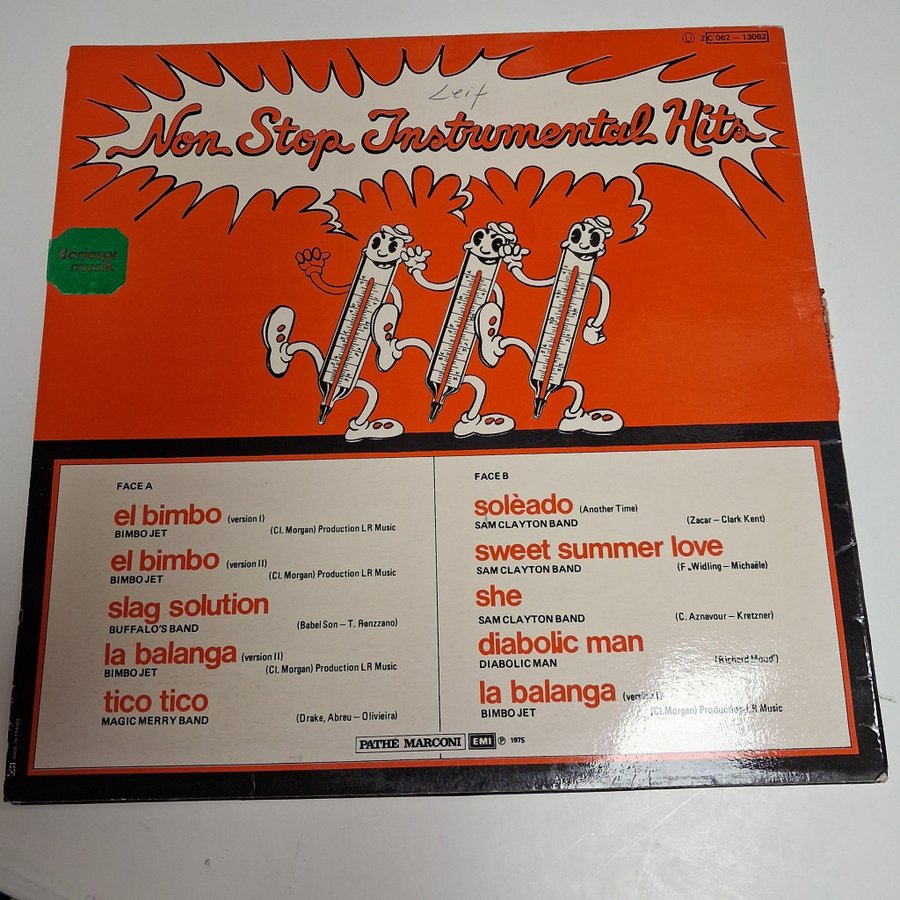 U 2C 062 - 13062
Leif
Non Stop Instrumental Hits
musik
FACE A
el bimbo (version I)
BIMBO JET (Cl. Morgan) Production LR Music
el bimbo (version II)
BIMBO JET (Cl. Morgan) Production LR Music
slag solution
BUFFALO'S BAND (Babel Son - T. Renzzano)
la balanga (version II)
BIMBO JET (Cl. Morgan) Production LR Music
tico tico
MAGIC MERRY BAND (Drake, Abreu - Olivieira)
FACE B
solèado (Another Time)
SAM CLAYTON BAND (Zacar - Clark Kent)
sweet summer love
SAM CLAYTON BAND (F. Widling - Michaële)
she
SAM CLAYTON BAND (C. Aznavour - Kretzner)
diabolic man
DIABOLIC MAN (Richard Moud')
la balanga (version I)
BIMBO JET (Cl. Morgan) Production LR Music
PATHE MARCONI EMI ℗ 1975